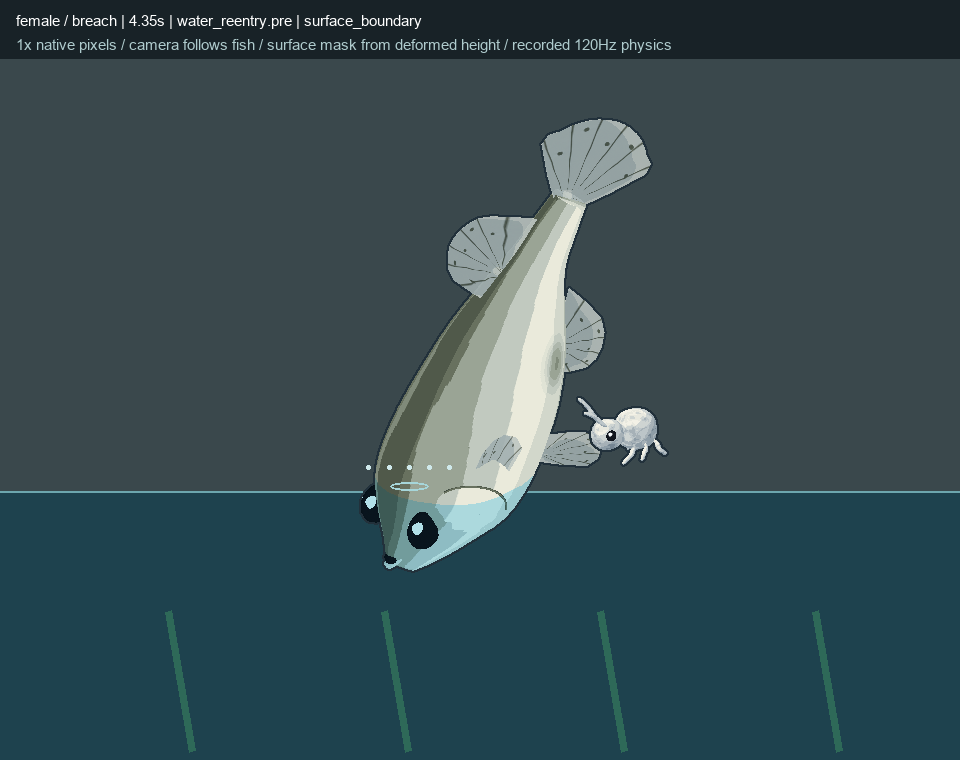 female / breach | 4.35s | water_reentry.pre | surface_boundary
1x native pixels / camera follows fish / surface mask from deformed height / recorded 120Hz physics